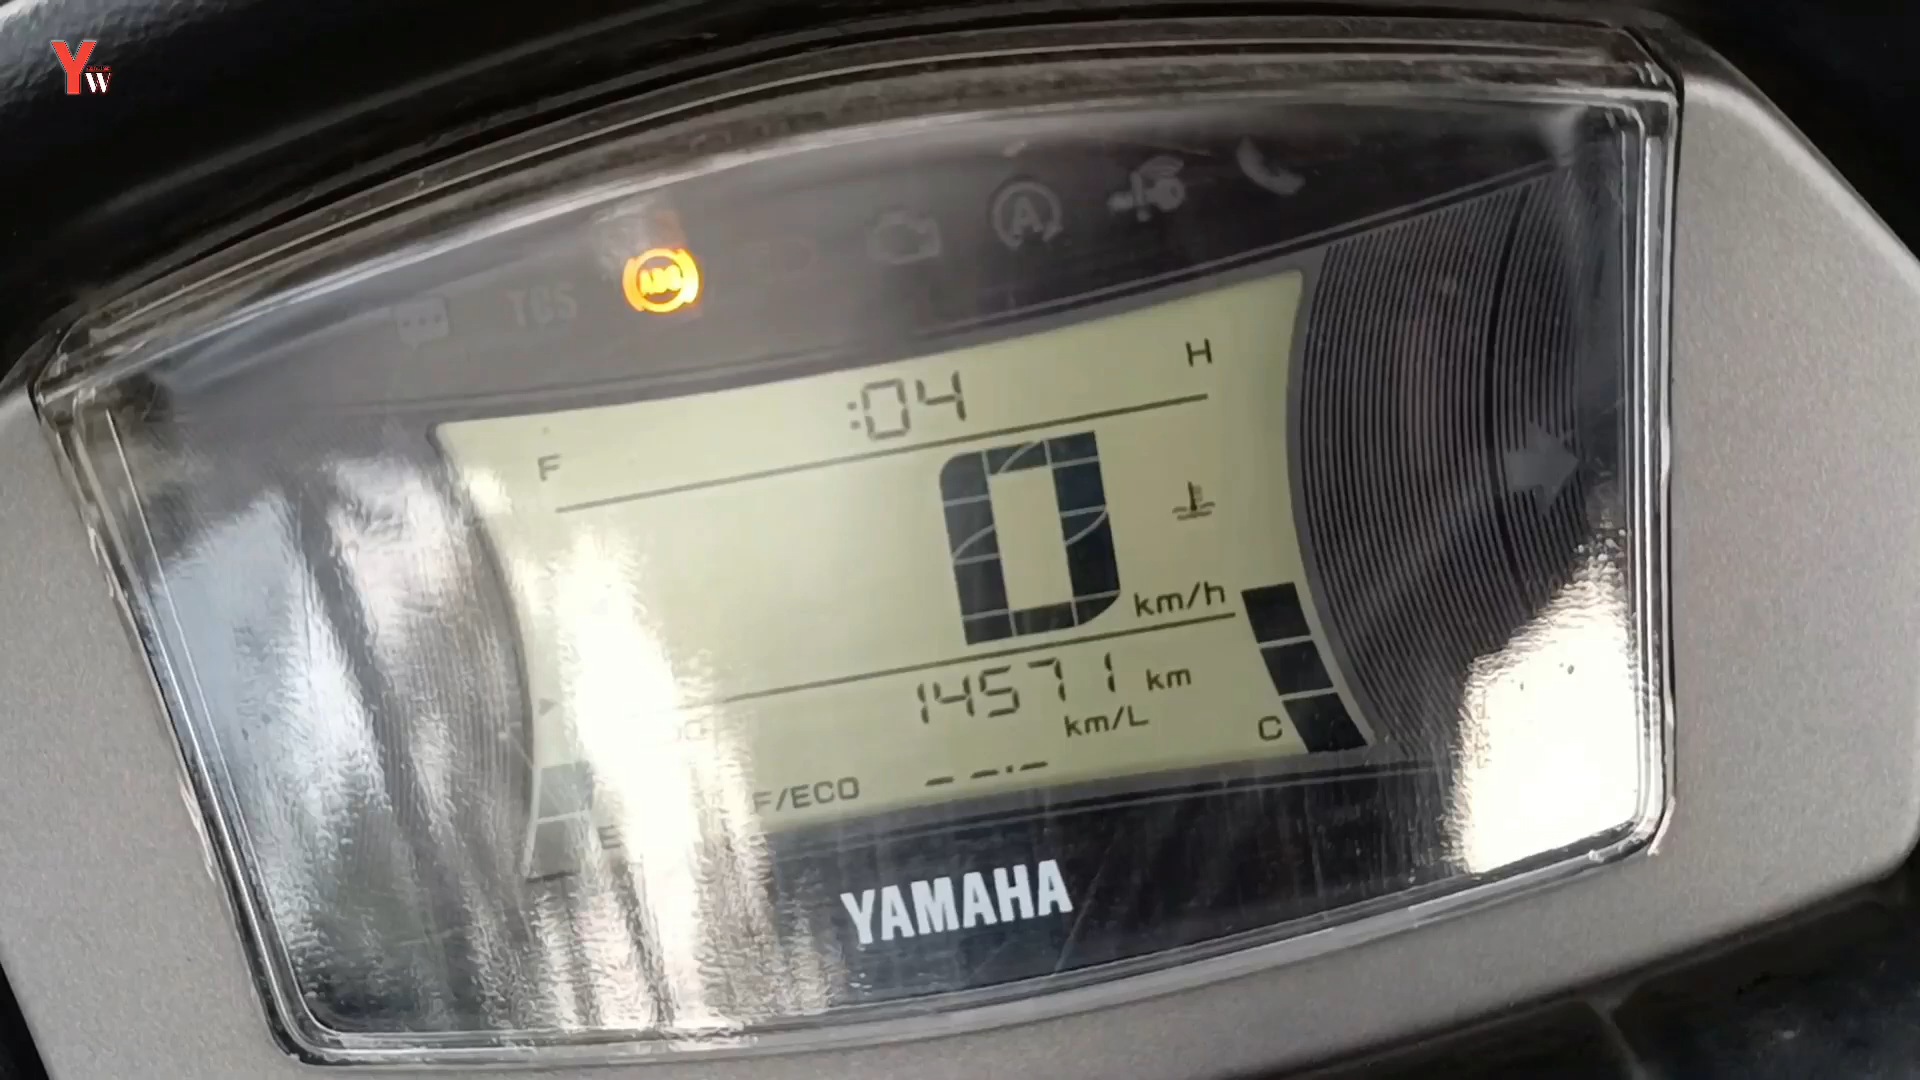 Y
W
TCS
ABS
A
:04
H
F
0
km/h
14571 km
km/L
C
F/ECO --.-
E
YAMAHA